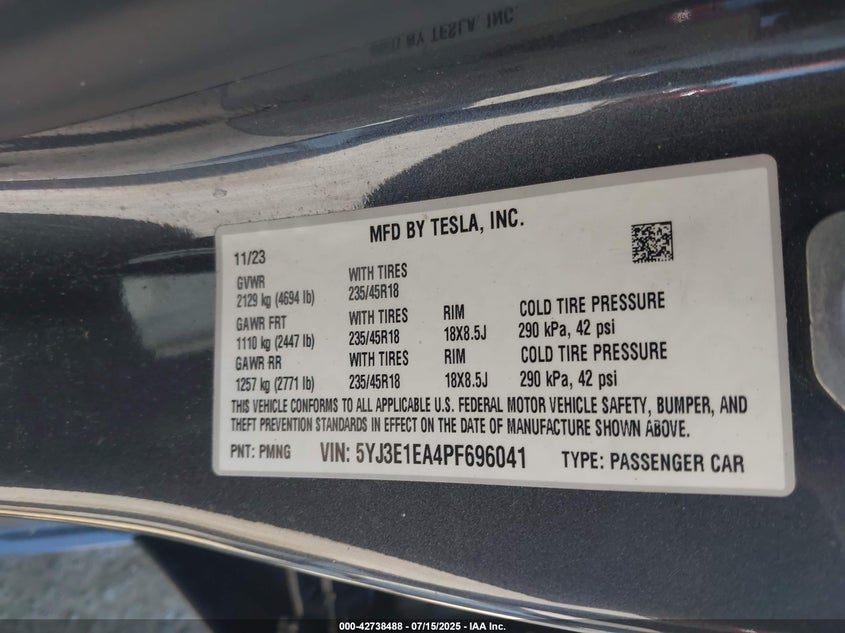 MFD BY TESLA, INC.
11/23
GVWR
2129 kg (4694 lb)
WITH TIRES
235/45R18
GAWR FRT
1110 kg (2447 lb)
WITH TIRES
235/45R18
RIM
18X8.5J
COLD TIRE PRESSURE
290 kPa, 42 psi
GAWR RR
1257 kg (2771 lb)
WITH TIRES
235/45R18
RIM
18X8.5J
COLD TIRE PRESSURE
290 kPa, 42 psi
THIS VEHICLE CONFORMS TO ALL APPLICABLE U.S. FEDERAL MOTOR VEHICLE SAFETY, BUMPER, AND
THEFT PREVENTION STANDARDS IN EFFECT ON THE DATE OF MANUFACTURE SHOWN ABOVE.
PNT: PMNG VIN: 5YJ3E1EA4PF696041 TYPE: PASSENGER CAR
000-42738488 - 07/15/2025 - IAA Inc.